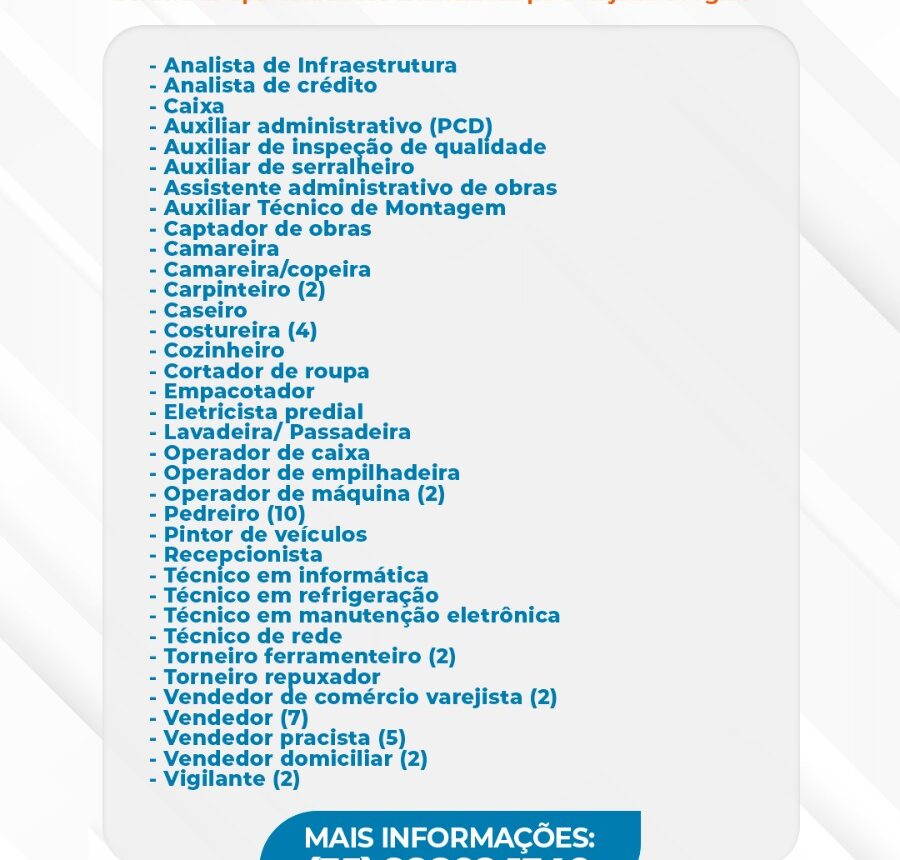 - Analista de Infraestrutura
- Analista de crédito
- Caixa
- Auxiliar administrativo (PCD)
- Auxiliar de inspeção de qualidade
- Auxiliar de serralheiro
- Assistente administrativo de obras
- Auxiliar Técnico de Montagem
- Captador de obras
- Camareira
- Camareira/copeira
- Carpinteiro (2)
- Caseiro
- Costureira (4)
- Cozinheiro
- Cortador de roupa
- Empacotador
- Eletricista predial
- Lavadeira/ Passadeira
- Operador de caixa
- Operador de empilhadeira
- Operador de máquina (2)
- Pedreiro (10)
- Pintor de veículos
- Recepcionista
- Técnico em informática
- Técnico em refrigeração
- Técnico em manutenção eletrônica
- Técnico de rede
- Torneiro ferramenteiro (2)
- Torneiro repuxador
- Vendedor de comércio varejista (2)
- Vendedor (7)
- Vendedor pracista (5)
- Vendedor domiciliar (2)
- Vigilante (2)
MAIS INFORMAÇÕES: